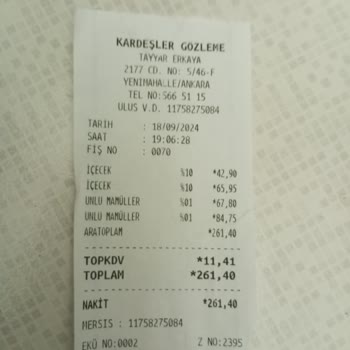 KARDEŞLER GÖZLEME
TAYYAR ERKAYA
2177 CD. NO: 5/46-F
YENİMAHALLE/ANKARA
TEL NO:566 51 15
ULUS V.D. 11758275084
TARİH : 18/09/2024
SAAT : 19:06:28
FİŞ NO : 0070
İÇECEK %10 *42,90
İÇECEK %10 *65,95
UNLU MAMÜLLER %01 *67,80
UNLU MAMÜLLER %01 *84,75
ARATOPLAM *261,40
TOPKDV *11,41
TOPLAM *261,40
NAKİT *261,40
MERSIS : 11758275084
EKÜ NO:0002 Z NO:2395